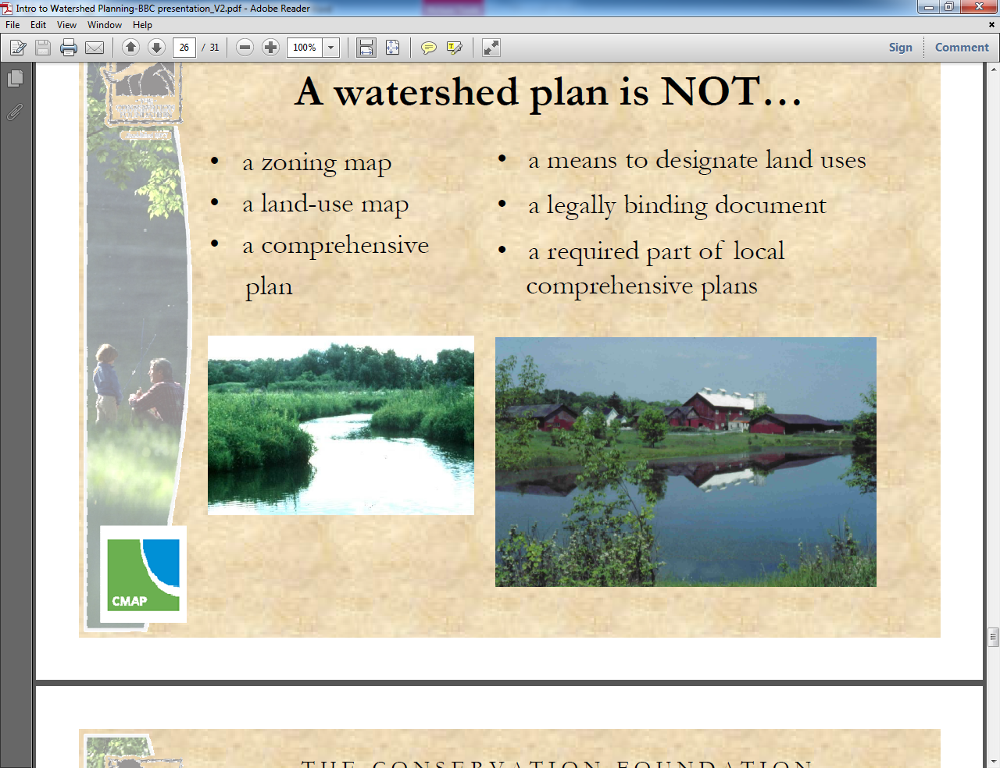 Intro to Watershed Planning-BBC presentation_V2.pdf - Adobe Reader
File Edit View Window Help
26 / 31 100% Sign Comment
A watershed plan is NOT…
• a zoning map
• a land-use map
• a comprehensive
plan
• a means to designate land uses
• a legally binding document
• a required part of local
comprehensive plans
CMAP
THE CONSERVATION FOUNDATION